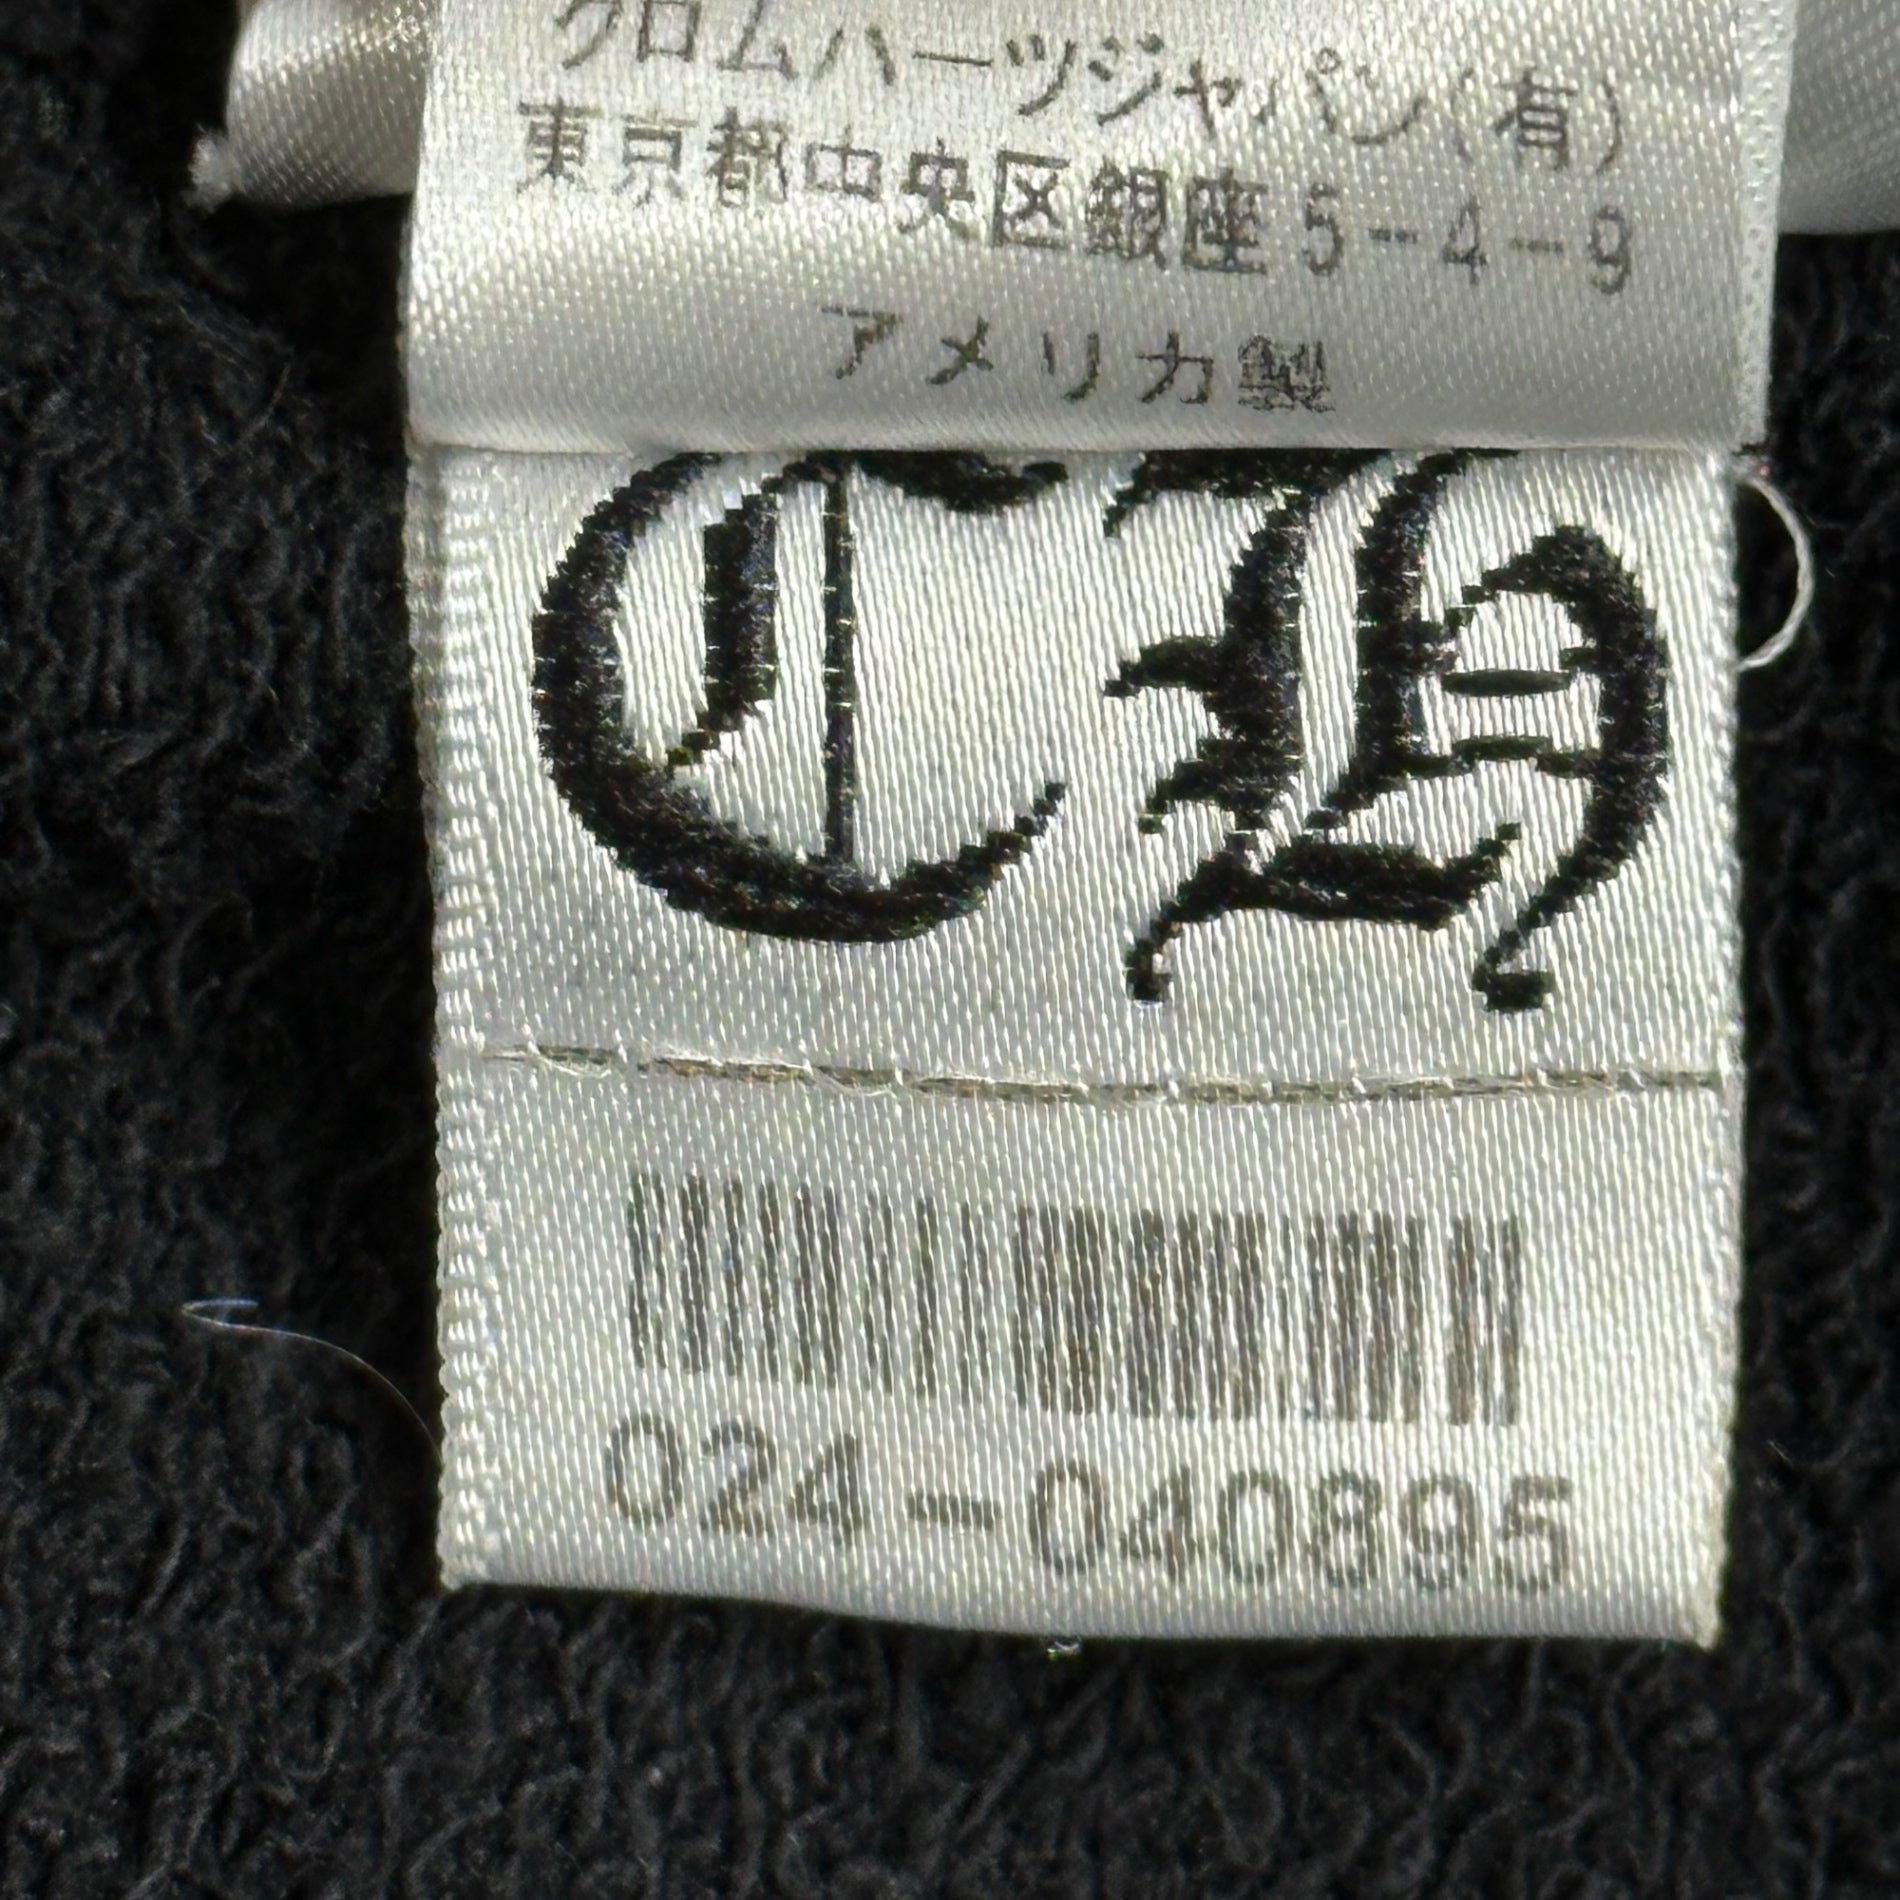 クロムハーツジャパン(有)
東京都中央区銀座5-4-9
アメリカ製
CH
024-040895